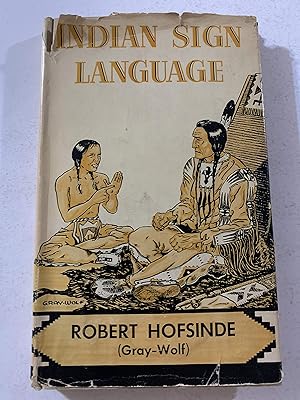 INDIAN SIGN
LANGUAGE
GRAY-WOLF
ROBERT HOFSINDE
(Gray-Wolf)